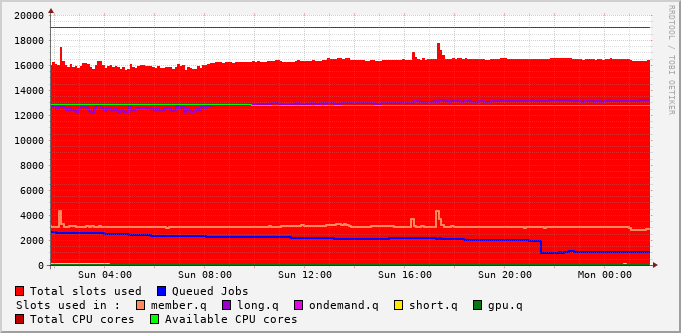 20000
18000
16000
14000
12000
10000
8000
6000
4000
2000
0
Sun 04:00 Sun 08:00 Sun 12:00 Sun 16:00 Sun 20:00 Mon 00:00
RRDTOOL / TOBI OETIKER
Total slots used Queued Jobs
Slots used in : member.q long.q ondemand.q short.q gpu.q
Total CPU cores Available CPU cores